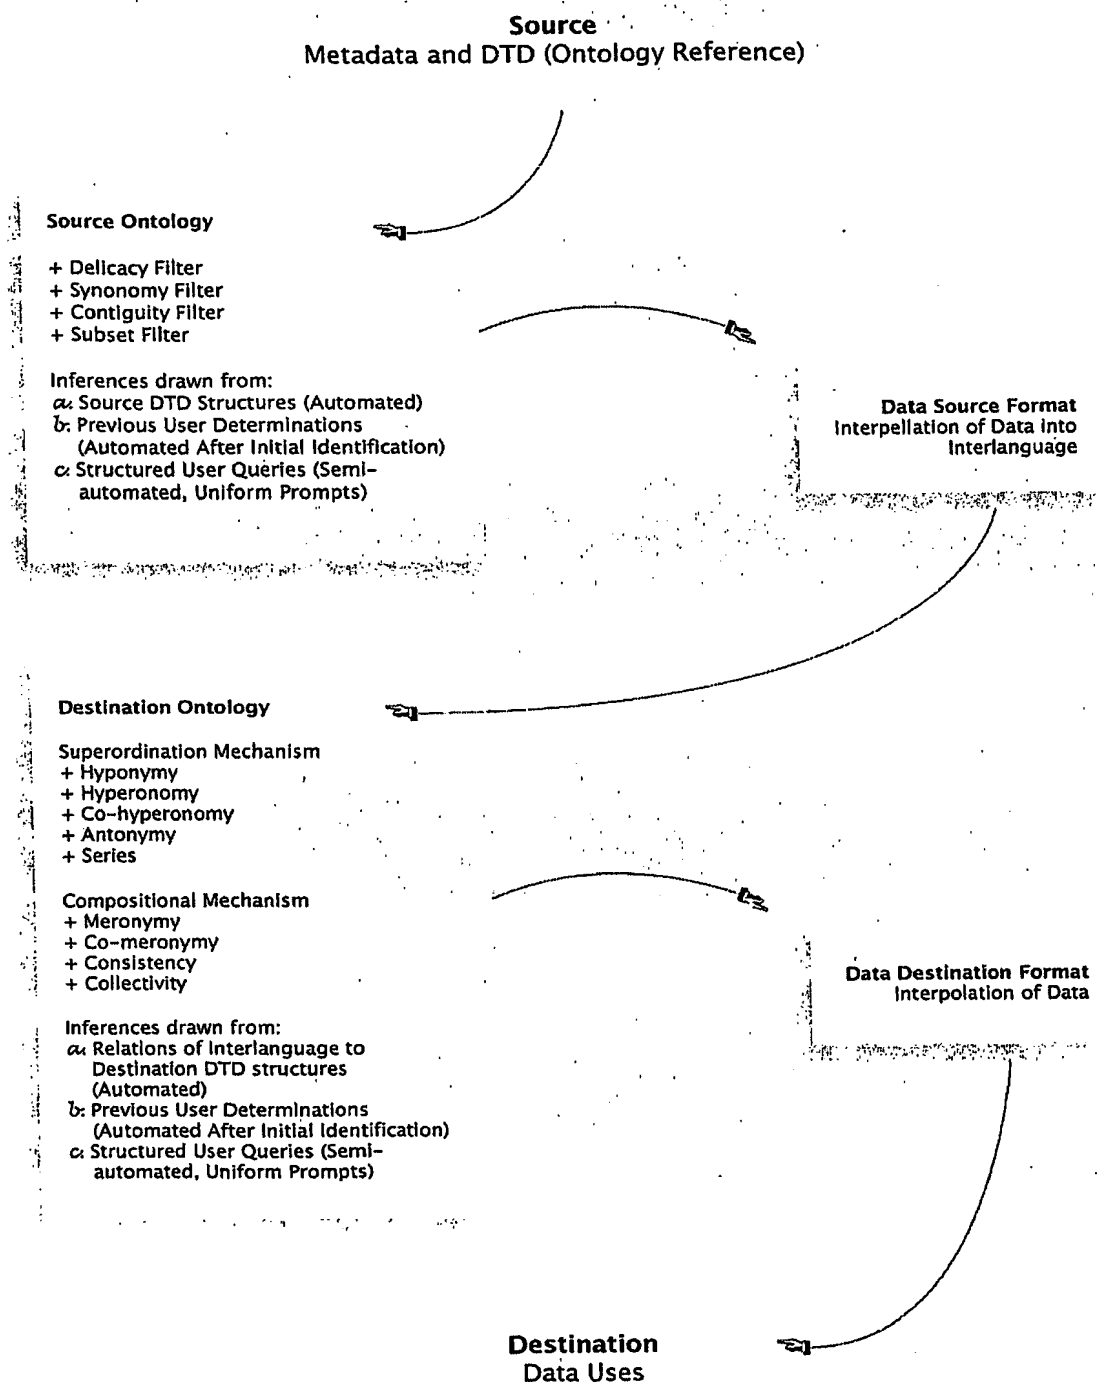 Source
Metadata and DTD (Ontology Reference)
Source Ontology
+ Delicacy Filter
+ Synonomy Filter
+ Contiguity Filter
+ Subset Filter
Inferences drawn from:
a: Source DTD Structures (Automated)
b: Previous User Determinations
(Automated After Initial Identification)
c: Structured User Queries (Semi-
automated, Uniform Prompts)
Data Source Format
Interpellation of Data into
Interlanguage
Destination Ontology
Superordination Mechanism
+ Hyponymy
+ Hyperonomy
+ Co-hyperonomy
+ Antonymy
+ Series
Compositional Mechanism
+ Meronymy
+ Co-meronymy
+ Consistency
+ Collectivity
Inferences drawn from:
a: Relations of Interlanguage to
Destination DTD structures
(Automated)
b: Previous User Determinations
(Automated After Initial Identification)
c: Structured User Queries (Semi-
automated, Uniform Prompts)
Data Destination Format
Interpolation of Data
Destination
Data Uses